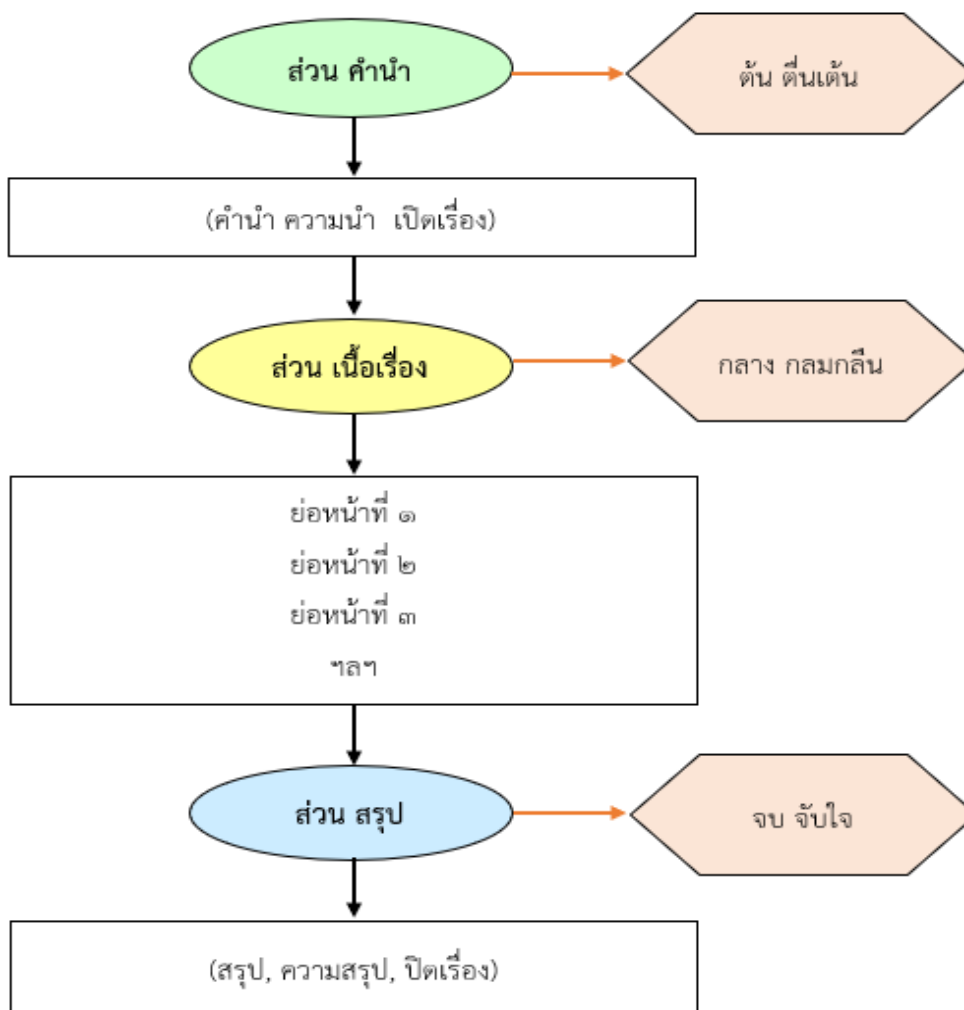 ส่วน คำนำ
ต้น ตื่นเต้น
(คำนำ ความนำ  เปิดเรื่อง)
ส่วน เนื้อเรื่อง
กลาง กลมกลืน
ย่อหน้าที่ ๑
ย่อหน้าที่ ๒
ย่อหน้าที่ ๓
ฯลฯ
ส่วน สรุป
จบ จับใจ
(สรุป, ความสรุป, ปิดเรื่อง)